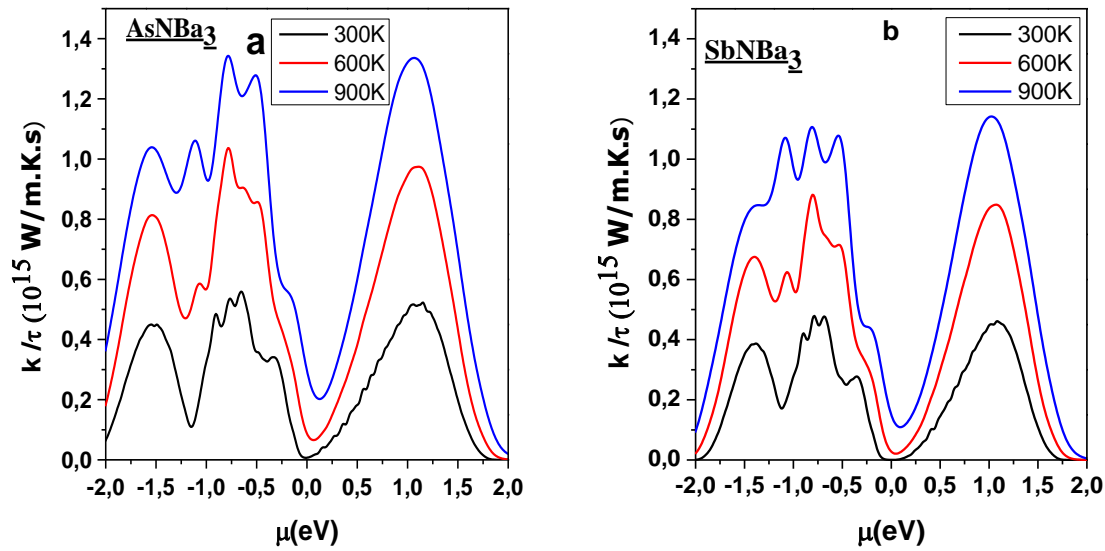 AsNBa3
a
300K
600K
900K
k /τ (10^15 W/m.K.s)
1,4
1,2
1,0
0,8
0,6
0,4
0,2
0,0
-2,0 -1,5 -1,0 -0,5 0,0 0,5 1,0 1,5 2,0
μ(eV)
b
SbNBa3
300K
600K
900K
k /τ (10^15 W/m.K.s)
1,4
1,2
1,0
0,8
0,6
0,4
0,2
0,0
-2,0 -1,5 -1,0 -0,5 0,0 0,5 1,0 1,5 2,0
μ(eV)